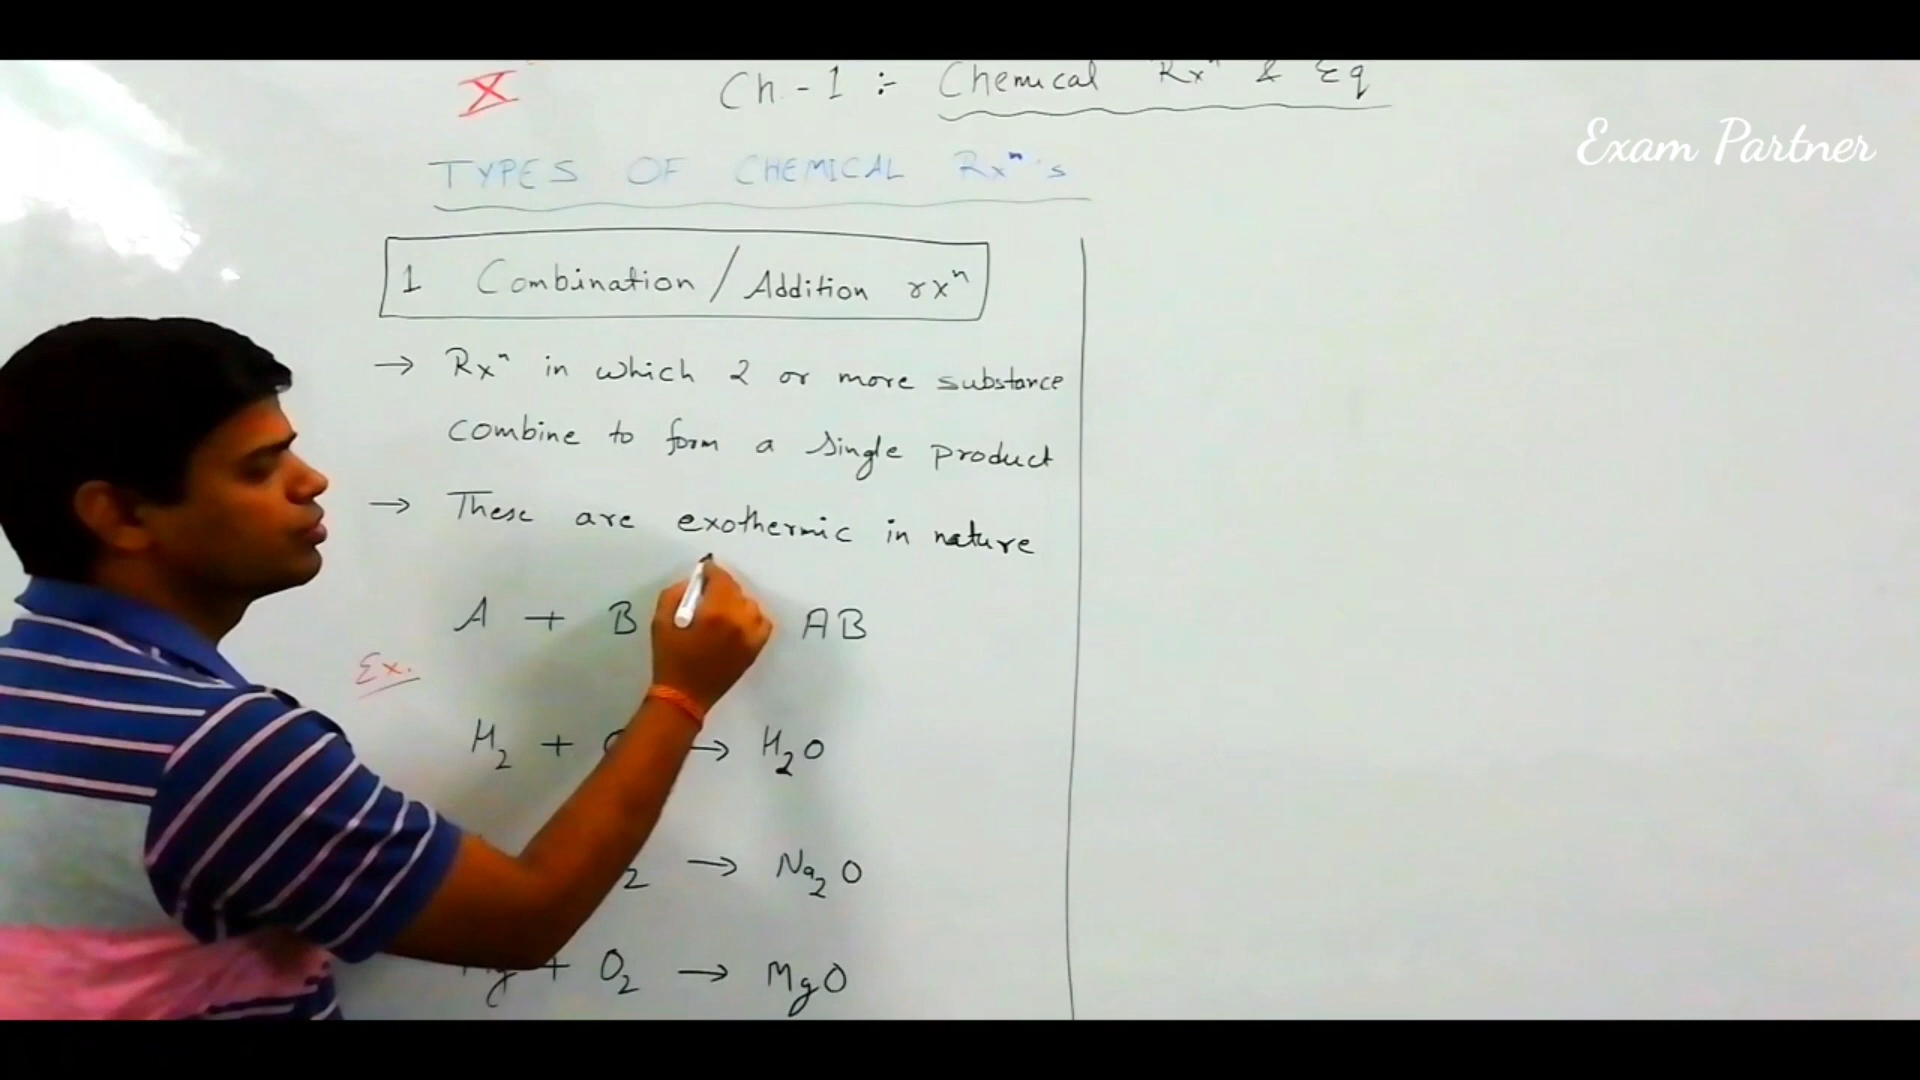 X Ch-1 :- Chemical Rxⁿ & Eq
Exam Partner
TYPES OF CHEMICAL Rxⁿ's
1 Combination / Addition rxⁿ
→ Rxⁿ in which 2 or more substance
combine to form a single product
→ These are exothermic in nature
A + B AB
Ex.
H₂ + → H₂O
₂ → Na₂O
+ O₂ → MgO